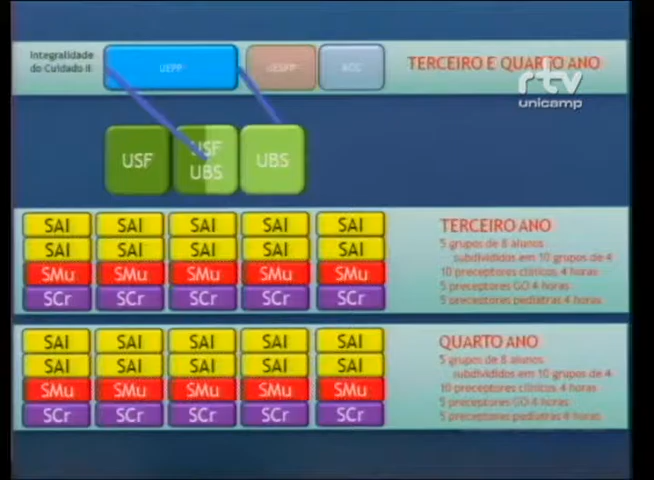 Integralidade
do Cuidado II
UEPP
ACC
TERCEIRO E QUARTO ANO
rtv
unicamp
USF
USF
UBS
UBS
SAI SAI SAI SAI SAI
SAI SAI SAI SAI SAI
SMu SMu SMu SMu SMu
SCr SCr SCr SCr SCr
TERCEIRO ANO
5 grupos de 8 alunos
subdivididos em 10 grupos de 4
10 preceptores clínicos 4 horas
5 preceptores GO 4 horas
5 preceptores pediatras 4 horas
SAI SAI SAI SAI SAI
SAI SAI SAI SAI SAI
SMu SMu SMu SMu SMu
SCr SCr SCr SCr SCr
QUARTO ANO
5 grupos de 8 alunos
subdivididos em 10 grupos de 4
10 preceptores clínicos 4 horas
5 preceptores GO 4 horas
5 preceptores pediatras 4 horas